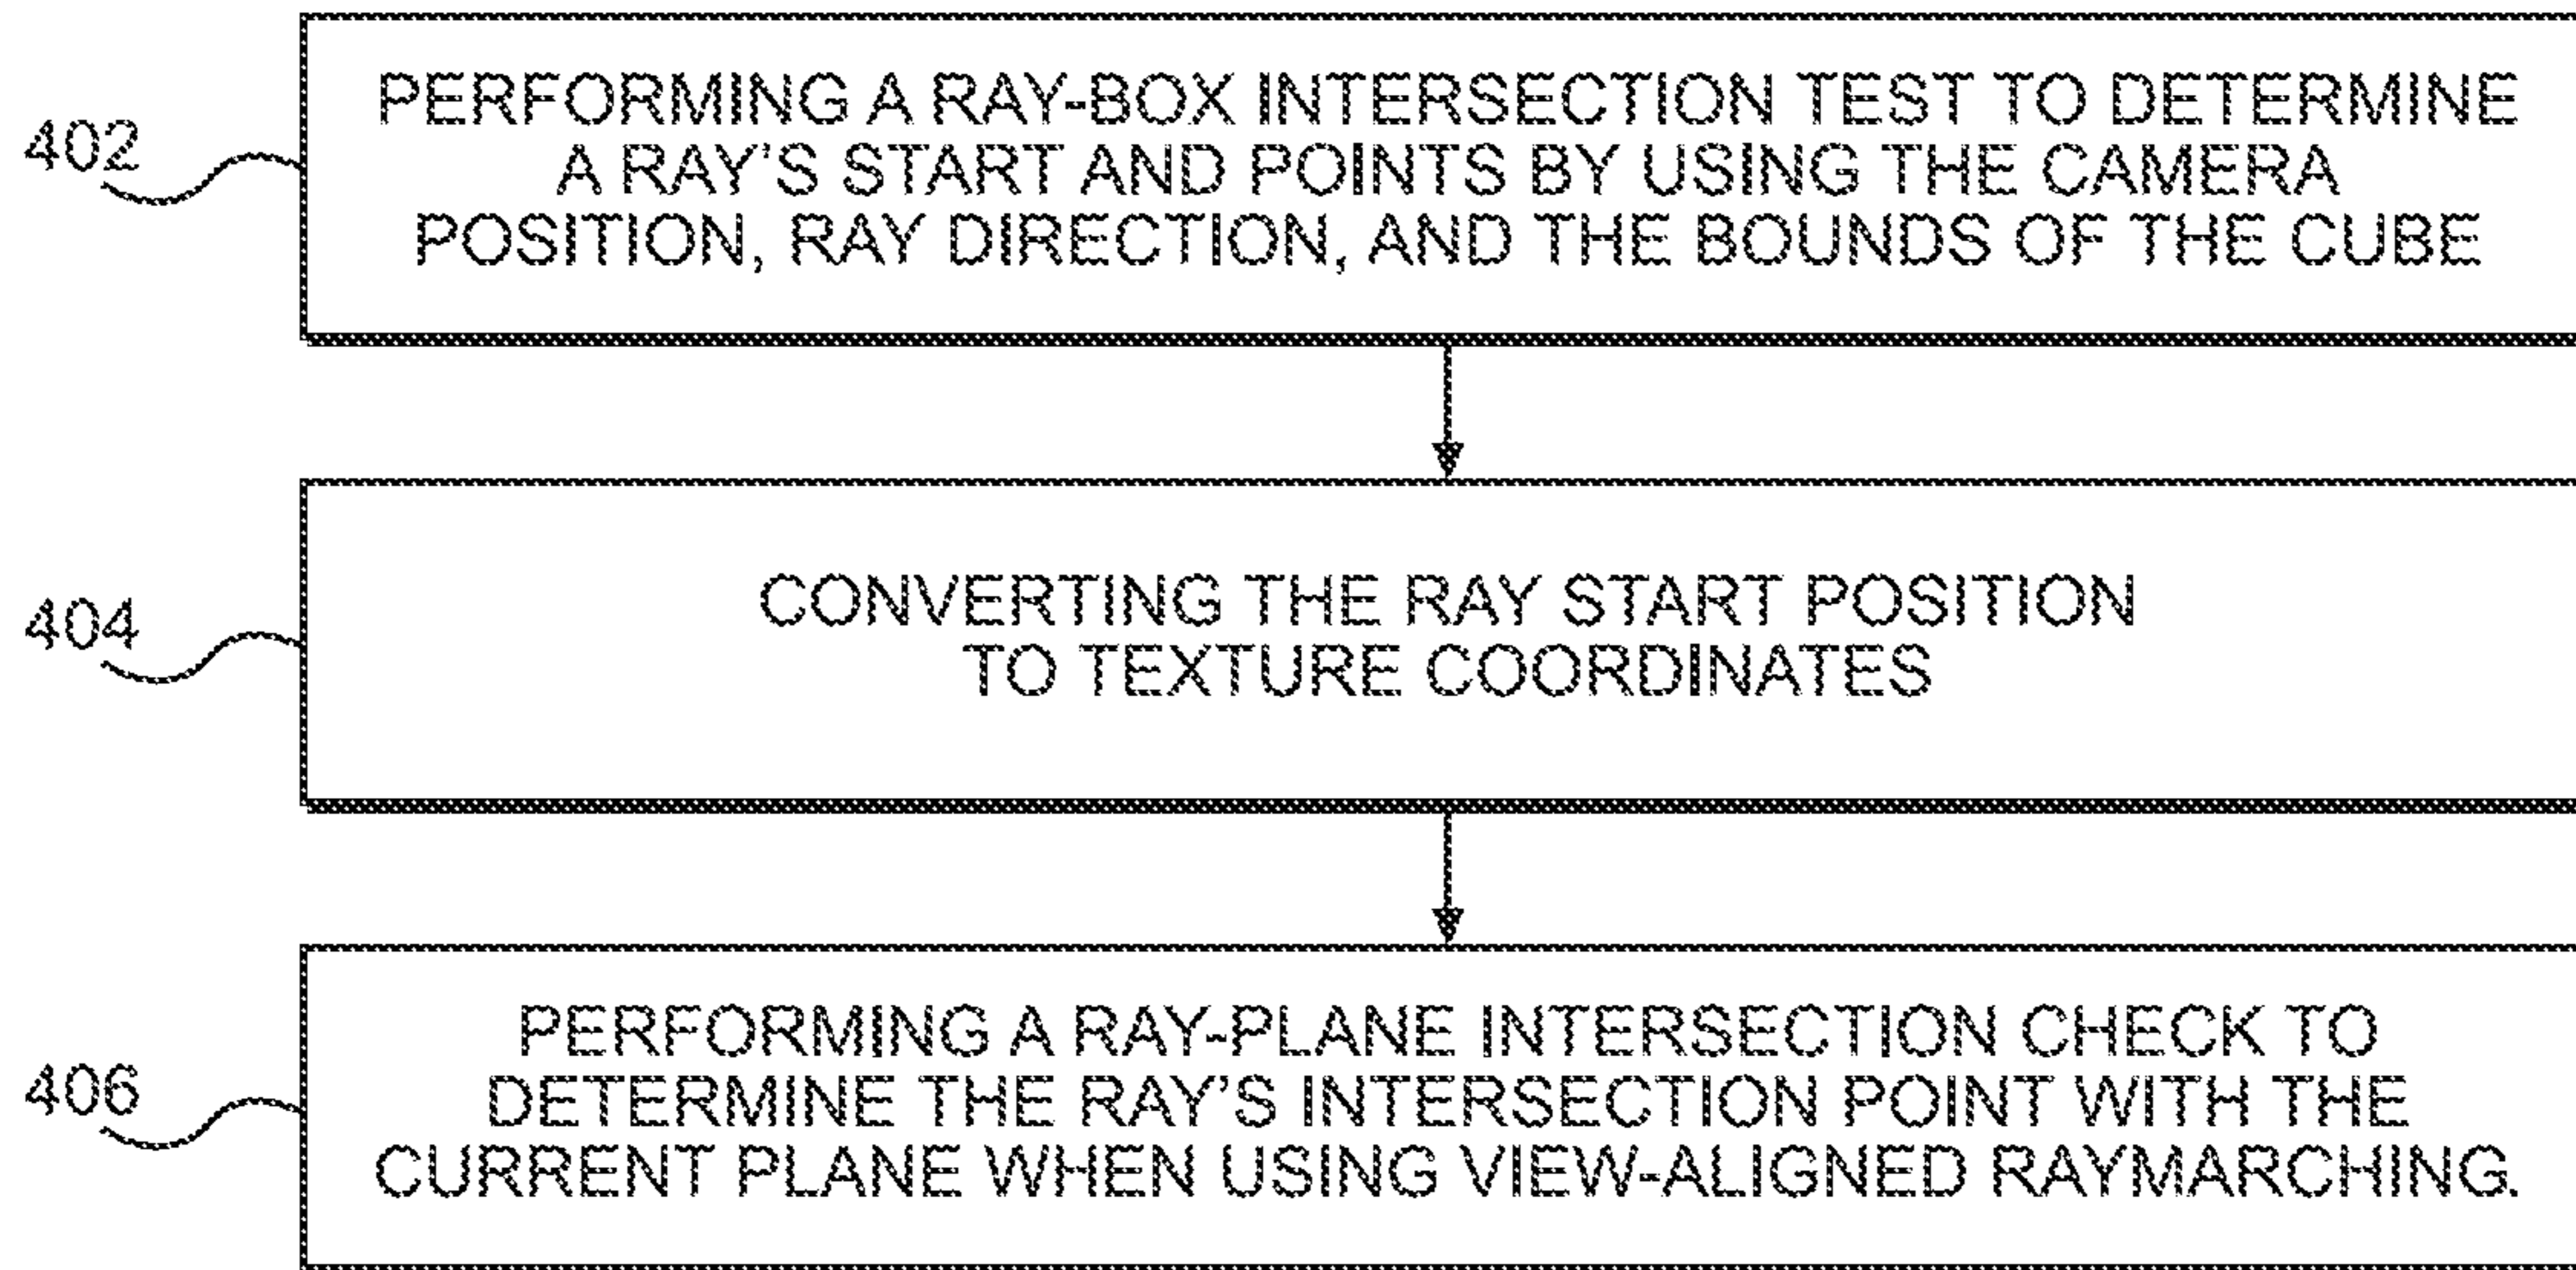 402
PERFORMING A RAY-BOX INTERSECTION TEST TO DETERMINE
A RAY'S START AND POINTS BY USING THE CAMERA
POSITION, RAY DIRECTION, AND THE BOUNDS OF THE CUBE
404
CONVERTING THE RAY START POSITION
TO TEXTURE COORDINATES
406
PERFORMING A RAY-PLANE INTERSECTION CHECK TO
DETERMINE THE RAY'S INTERSECTION POINT WITH THE
CURRENT PLANE WHEN USING VIEW-ALIGNED RAYMARCHING.